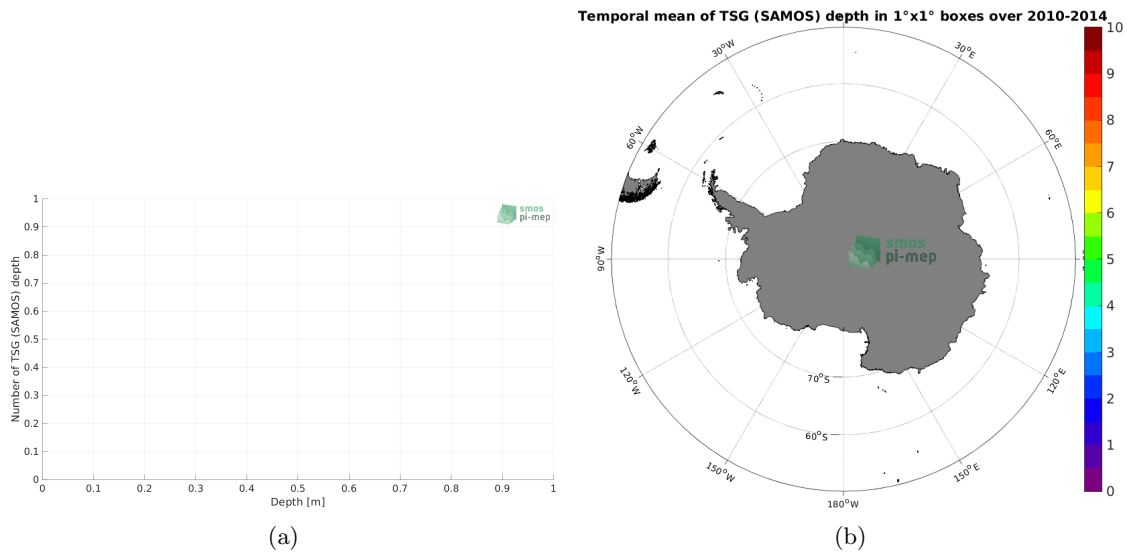 Temporal mean of TSG (SAMOS) depth in 1°x1° boxes over 2010-2014
Number of TSG (SAMOS) depth
1
0.9
0.8
0.7
0.6
0.5
0.4
0.3
0.2
0.1
0
0 0.1 0.2 0.3 0.4 0.5 0.6 0.7 0.8 0.9 1
Depth [m]
smos
pi-mep
(a)
30°W
30°E
60°W
60°E
90°W
smos
pi-mep
120°W
120°E
70°S
60°S
150°W
150°E
180°W
10
9
8
7
6
5
4
3
2
1
0
(b)